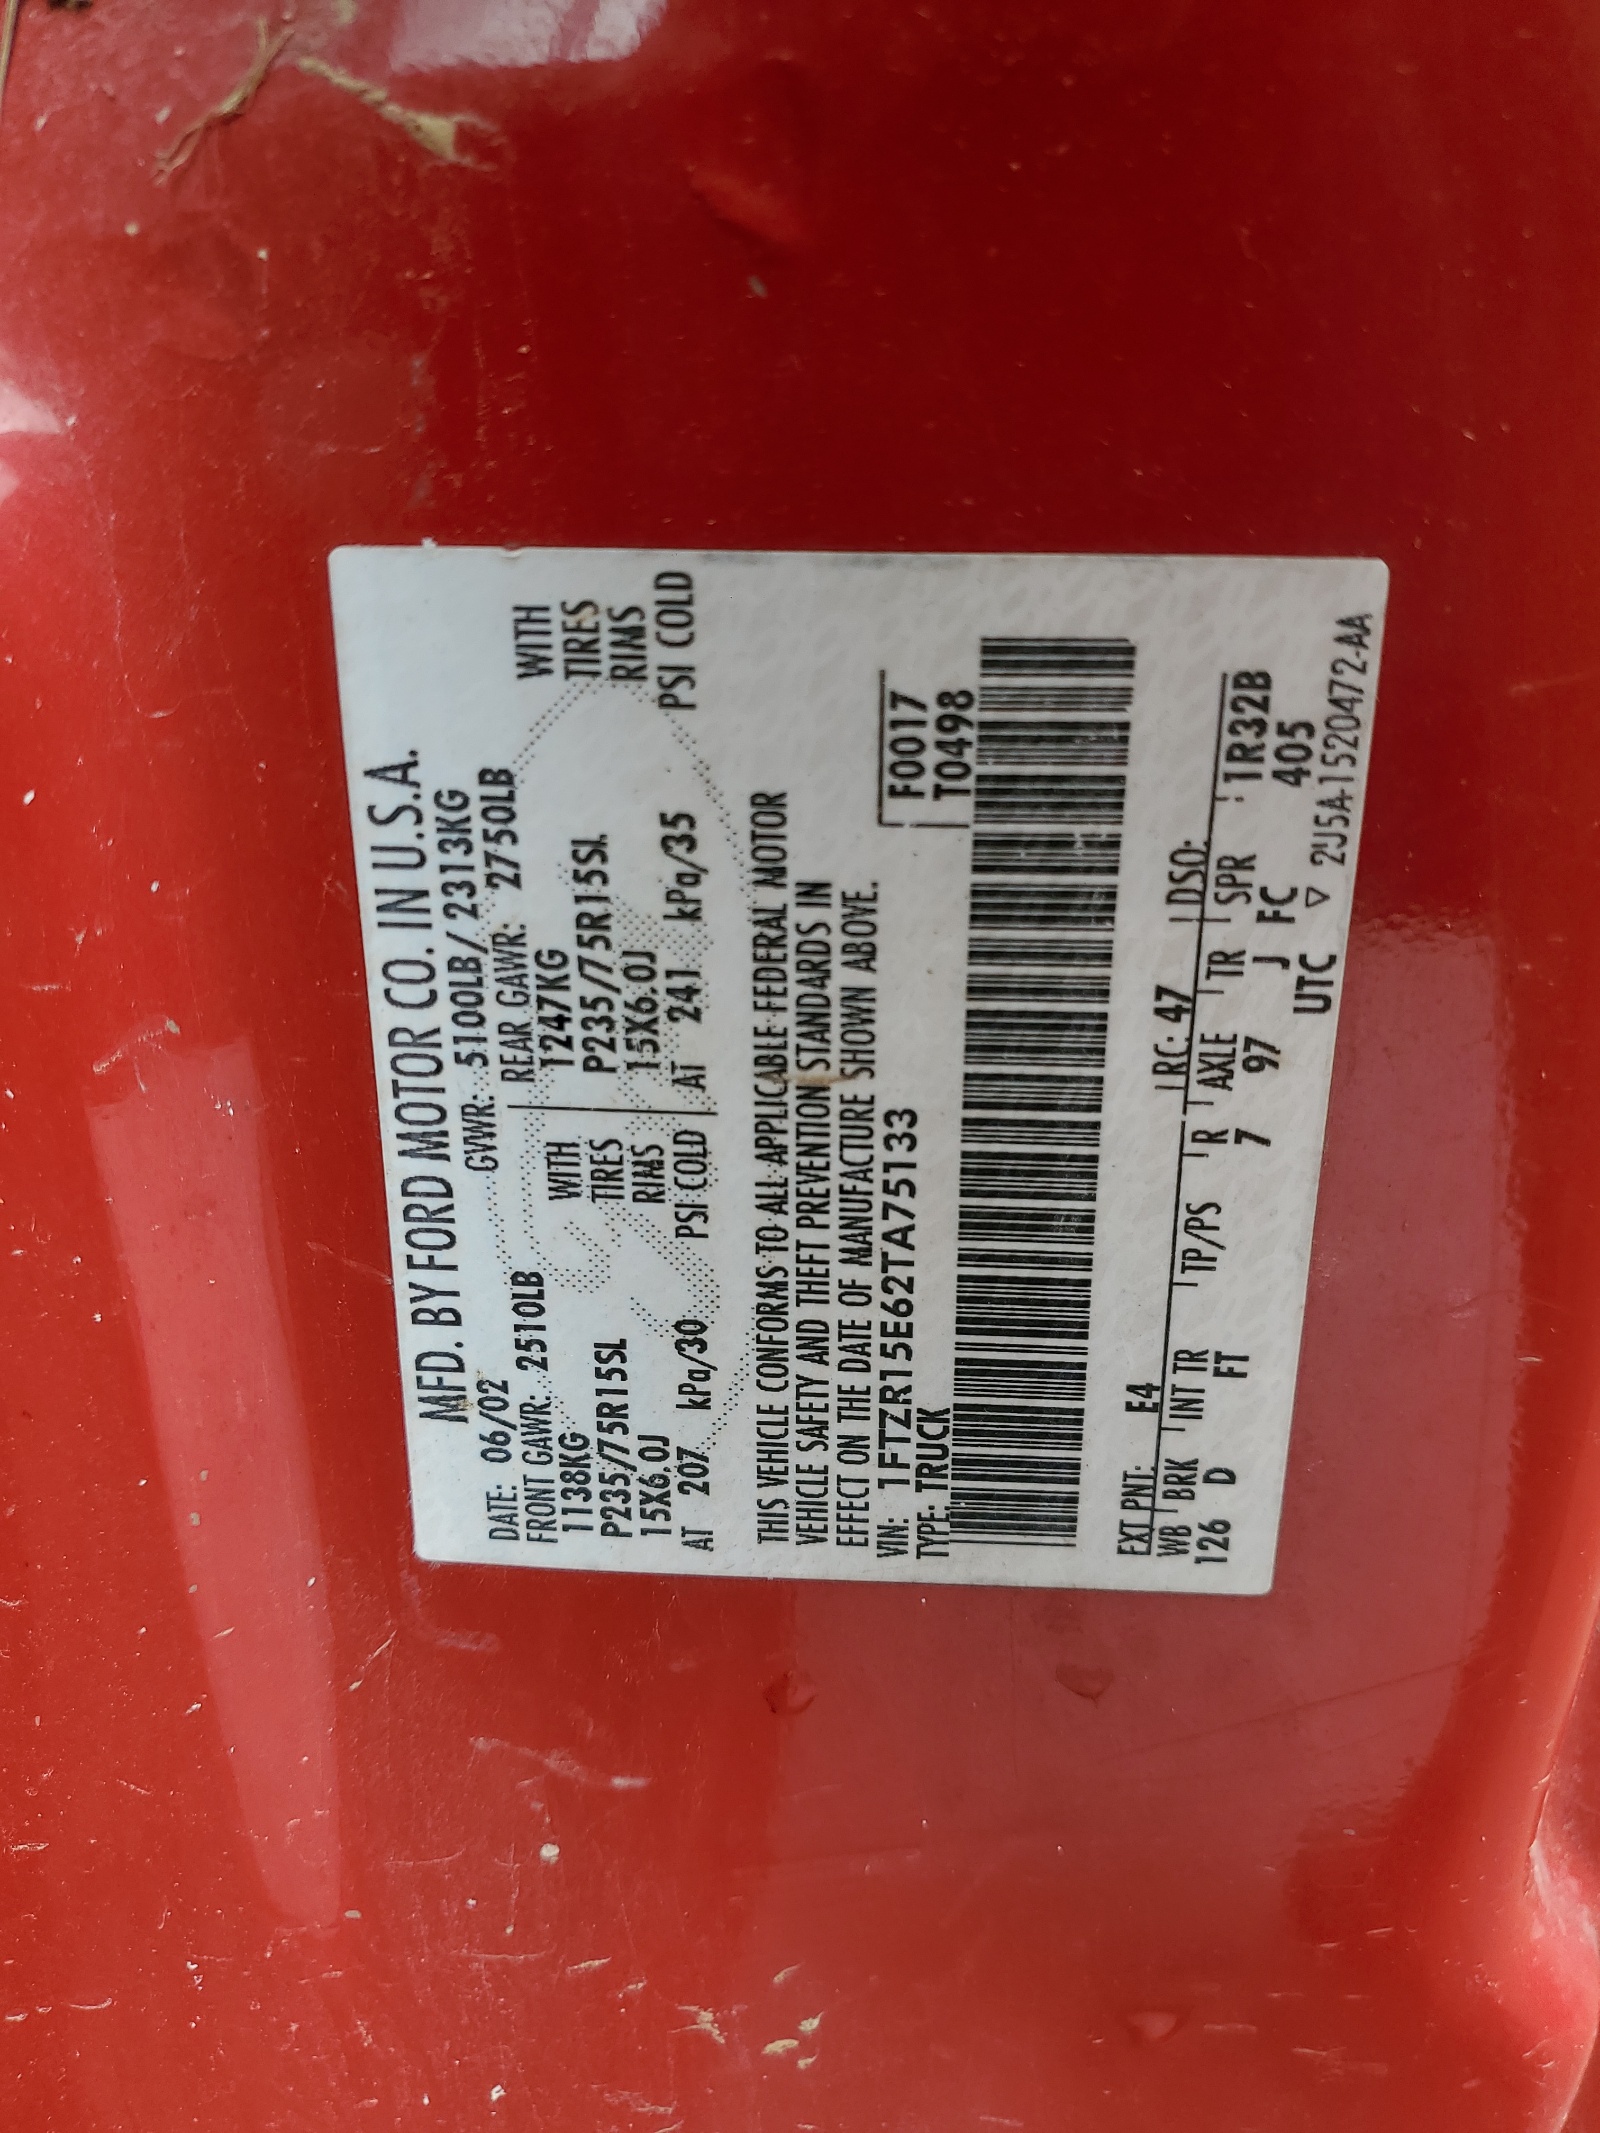 MFD. BY FORD MOTOR CO. IN U.S.A.
DATE: 06/02 GVWR: 5100LB/2313KG
FRONT GAWR: 2510LB REAR GAWR: 2750LB
1138KG WITH 1247KG WITH
P235/75R15SL TIRES P235/75R15SL TIRES
15X6.0J RIMS 15X6.0J RIMS
AT 207 kPa/30 PSI COLD AT 241 kPa/35 PSI COLD
THIS VEHICLE CONFORMS TO ALL APPLICABLE FEDERAL MOTOR
VEHICLE SAFETY AND THEFT PREVENTION STANDARDS IN
EFFECT ON THE DATE OF MANUFACTURE SHOWN ABOVE.
VIN: 1FTZR15E62TA75133 F0017
TYPE: TRUCK T0498
EXT PNT: E4 RC: 47 DSO:
WB BRK INT TR TP/PS R AXLE TR SPR 1R32B
126 D FT 7 97 J FC 405
UTC ▽ 2U5A-1520472-AA